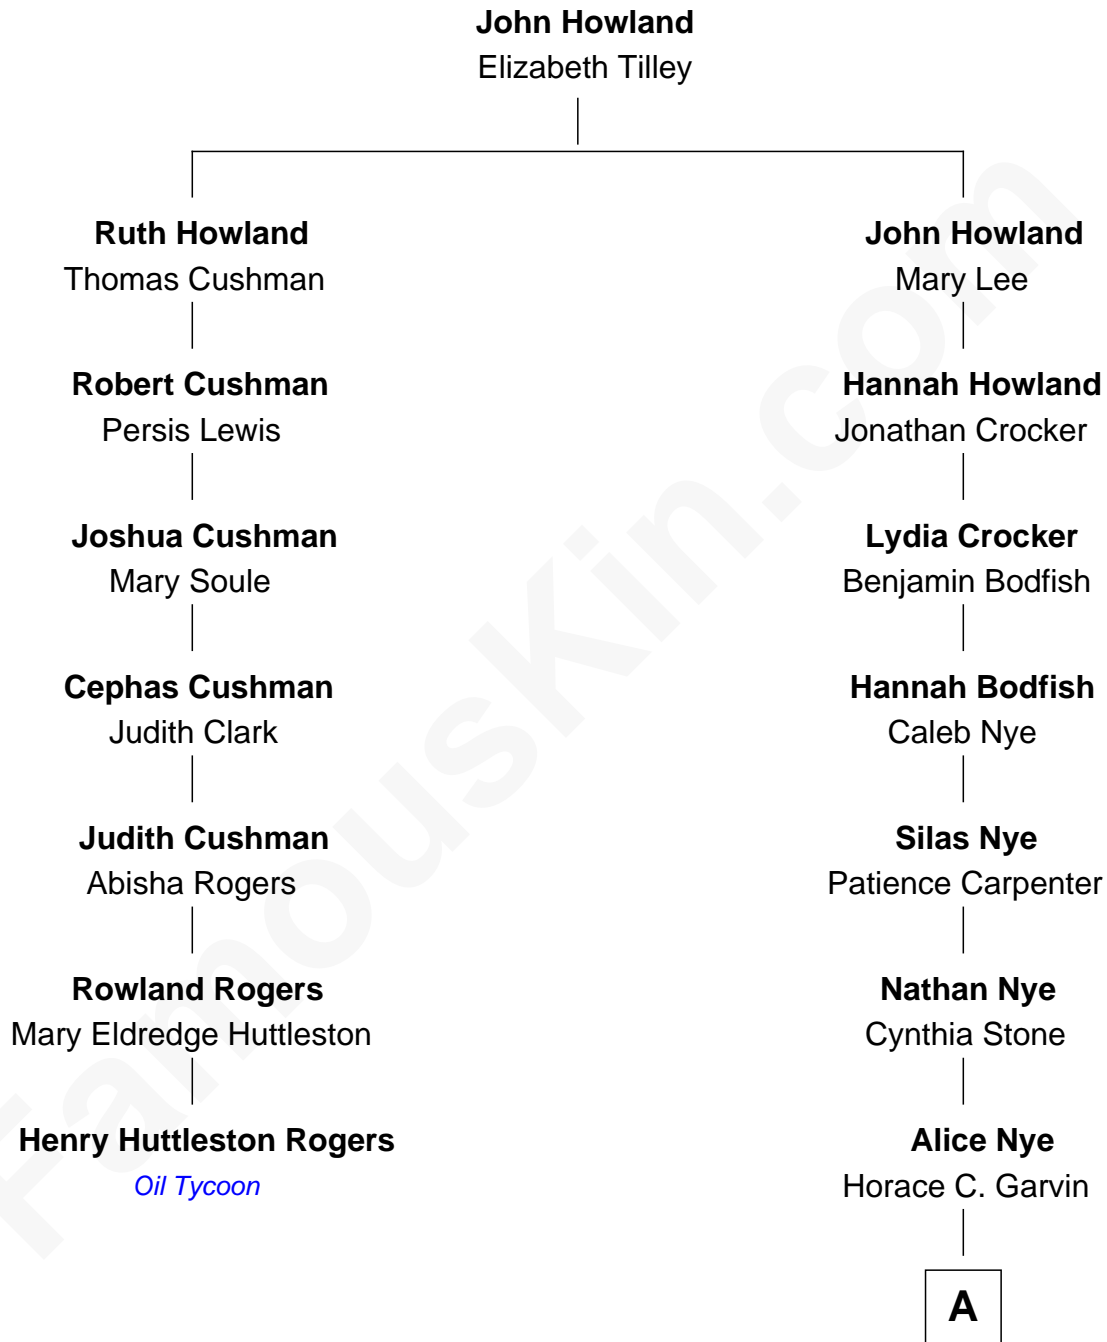 John Howland
Elizabeth Tilley
Ruth Howland
Thomas Cushman
John Howland
Mary Lee
Robert Cushman
Persis Lewis
Hannah Howland
Jonathan Crocker
Joshua Cushman
Mary Soule
Lydia Crocker
Benjamin Bodfish
Cephas Cushman
Judith Clark
Hannah Bodfish
Caleb Nye
Judith Cushman
Abisha Rogers
Silas Nye
Patience Carpenter
Rowland Rogers
Mary Eldredge Huttleston
Nathan Nye
Cynthia Stone
Henry Huttleston Rogers
Oil Tycoon
Alice Nye
Horace C. Garvin
A
FamousKin.com